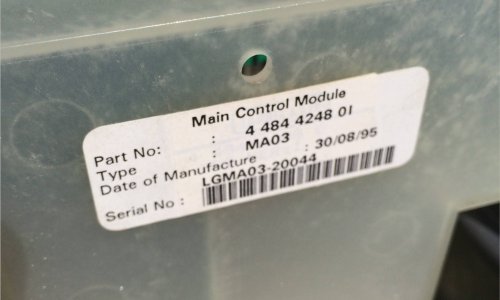 Main Control Module
Part No: : 4 484 4248 01
Type : MA03
Date of Manufacture : 30/08/95
Serial No : LGMA03-20044